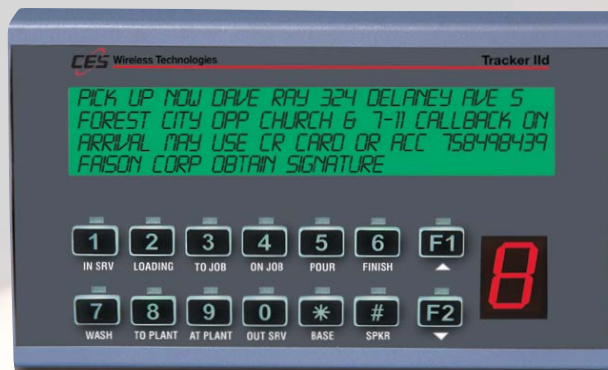 CES Wireless Technologies Tracker IId
PICK UP NOW DAVE RAY 324 DELANEY AVE S
FOREST CITY OPP CHURCH & 7-11 CALLBACK ON
ARRIVAL MAY USE CR CARD OR ACC 758498439
FAISON CORP OBTAIN SIGNATURE
1 2 3 4 5 6 F1
IN SRV LOADING TO JOB ON JOB POUR FINISH
8
7 8 9 0 * # F2
WASH TO PLANT AT PLANT OUT SRV BASE SPKR